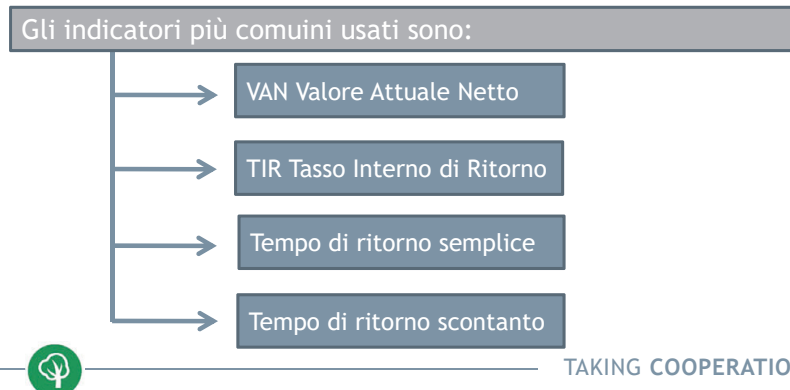 Gli indicatori più comuini usati sono:
VAN Valore Attuale Netto
TIR Tasso Interno di Ritorno
Tempo di ritorno semplice
Tempo di ritorno scontanto
TAKING COOPERATIO